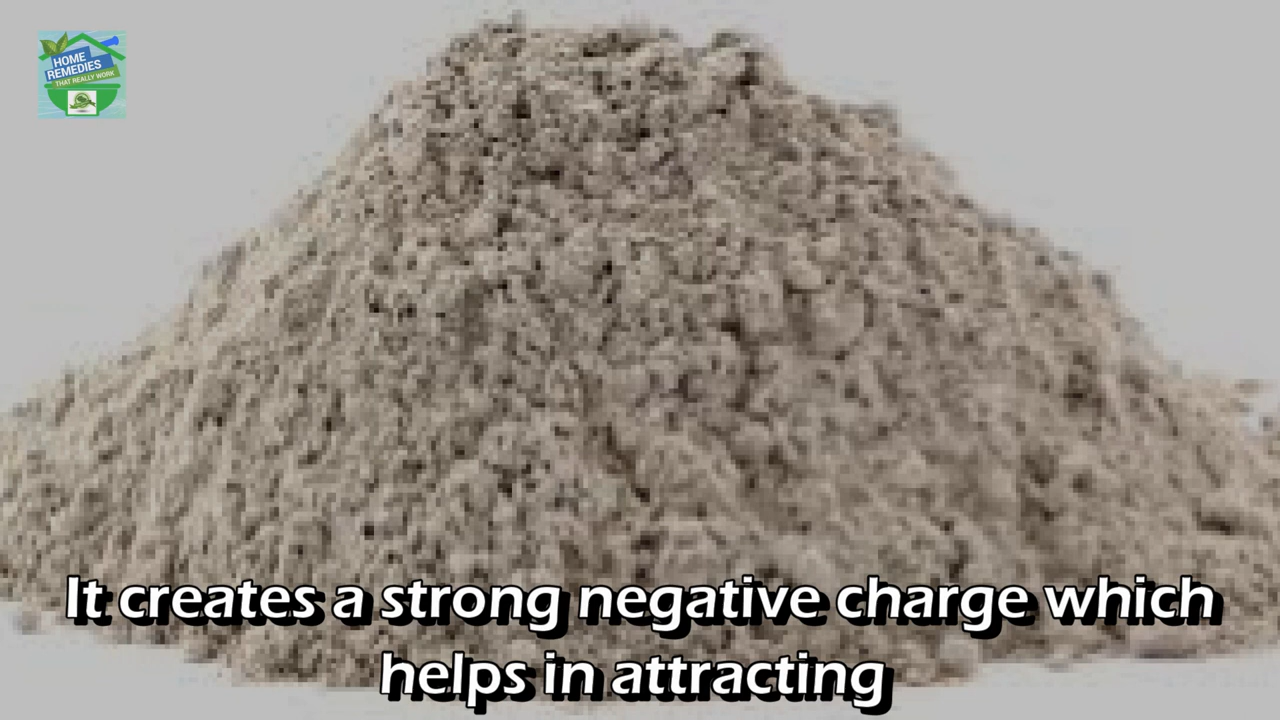 HOME
REMEDIES
THAT REALLY WORK
It creates a strong negative charge which
helps in attracting